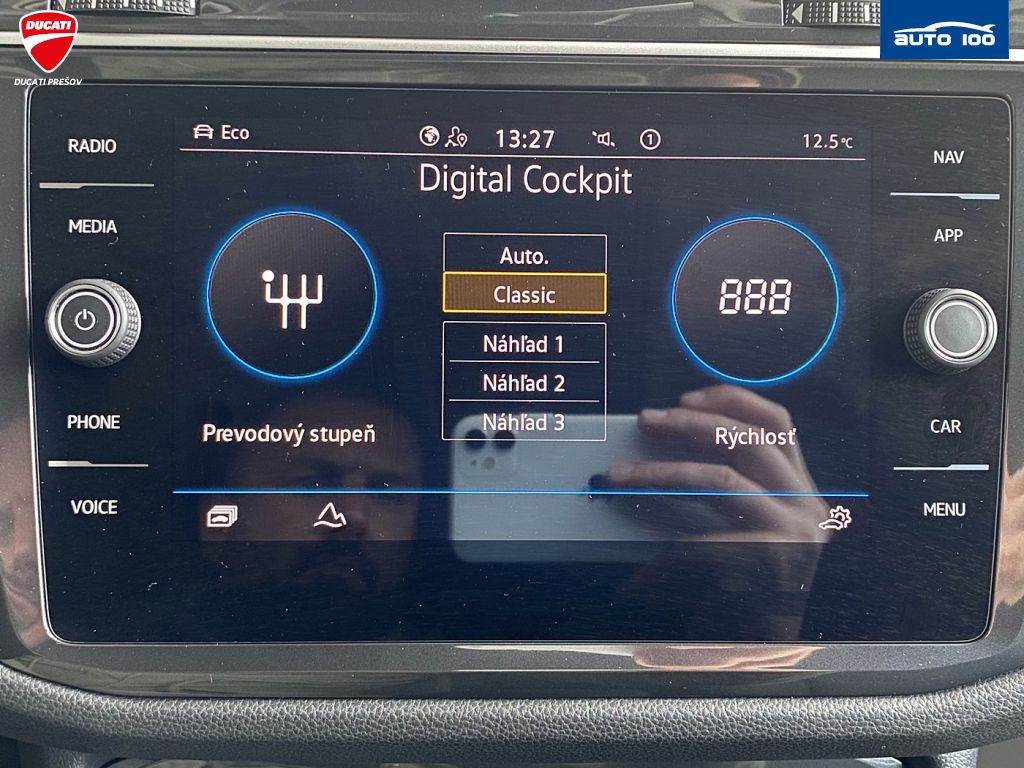 DUCATI
DUCATI PREŠOV
AUTO 100
RADIO
MEDIA
PHONE
VOICE
Eco
13:27
1
12.5°C
Digital Cockpit
Auto.
Classic
Náhľad 1
Náhľad 2
Náhľad 3
Prevodový stupeň
888
Rýchlosť
NAV
APP
CAR
MENU